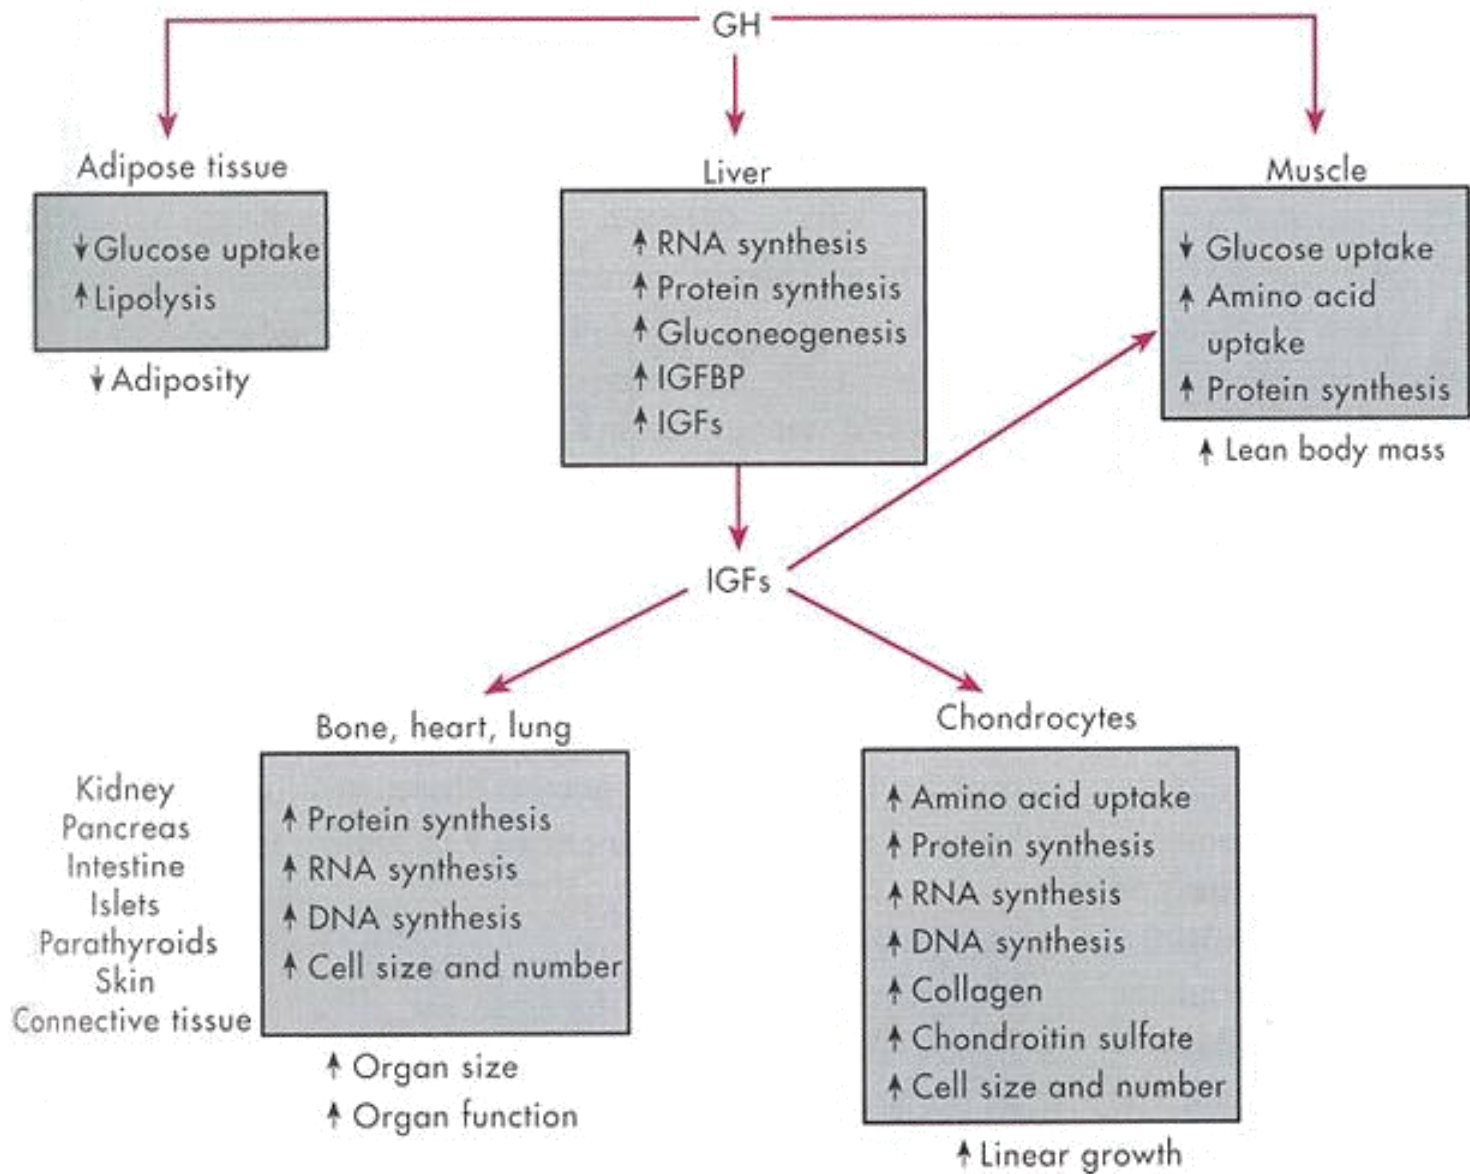 GH
Adipose tissue
↓ Glucose uptake
↑ Lipolysis
↓ Adiposity
Liver
↑ RNA synthesis
↑ Protein synthesis
↑ Gluconeogenesis
↑ IGFBP
↑ IGFs
Muscle
↓ Glucose uptake
↑ Amino acid
uptake
↑ Protein synthesis
↑ Lean body mass
IGFs
Bone, heart, lung
Kidney
Pancreas
Intestine
Islets
Parathyroids
Skin
Connective tissue
↑ Protein synthesis
↑ RNA synthesis
↑ DNA synthesis
↑ Cell size and number
↑ Organ size
↑ Organ function
Chondrocytes
↑ Amino acid uptake
↑ Protein synthesis
↑ RNA synthesis
↑ DNA synthesis
↑ Collagen
↑ Chondroitin sulfate
↑ Cell size and number
↑ Linear growth